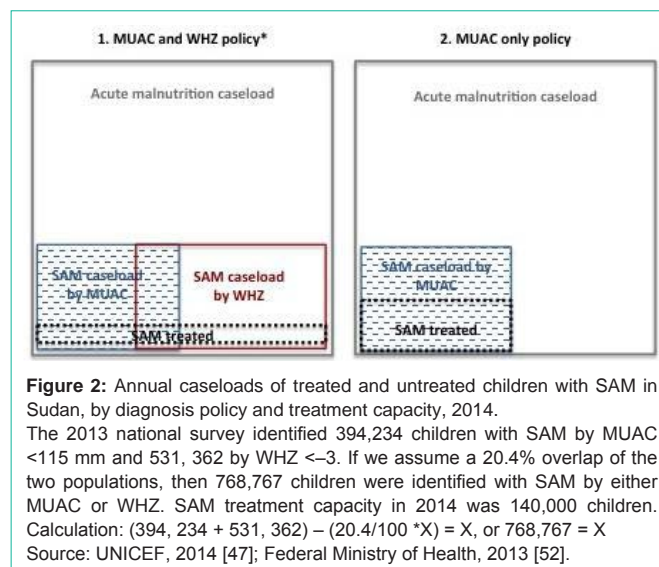 1. MUAC and WHZ policy*
2. MUAC only policy
Acute malnutrition caseload
Acute malnutrition caseload
SAM caseload
by MUAC
SAM caseload
by WHZ
SAM treated
SAM caseload by
MUAC
SAM treated
Figure 2: Annual caseloads of treated and untreated children with SAM in
Sudan, by diagnosis policy and treatment capacity, 2014.
The 2013 national survey identified 394,234 children with SAM by MUAC
<115 mm and 531, 362 by WHZ <–3. If we assume a 20.4% overlap of the
two populations, then 768,767 children were identified with SAM by either
MUAC or WHZ. SAM treatment capacity in 2014 was 140,000 children.
Calculation: (394, 234 + 531, 362) – (20.4/100 *X) = X, or 768,767 = X
Source: UNICEF, 2014 [47]; Federal Ministry of Health, 2013 [52].